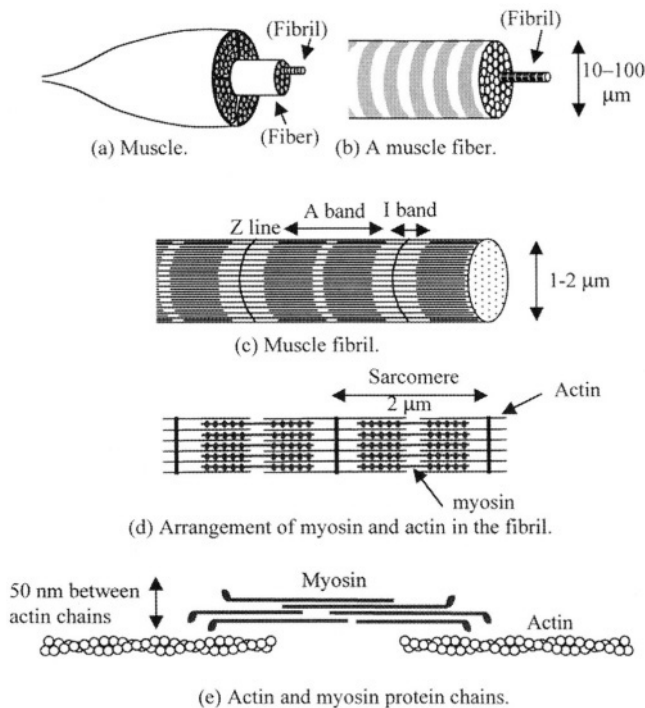 (Fibril)
(Fiber)
(a) Muscle.
(Fibril)
10–100
μm
(b) A muscle fiber.
Z line
A band
I band
1-2 μm
(c) Muscle fibril.
Sarcomere
2 μm
Actin
myosin
(d) Arrangement of myosin and actin in the fibril.
50 nm between
actin chains
Myosin
Actin
(e) Actin and myosin protein chains.